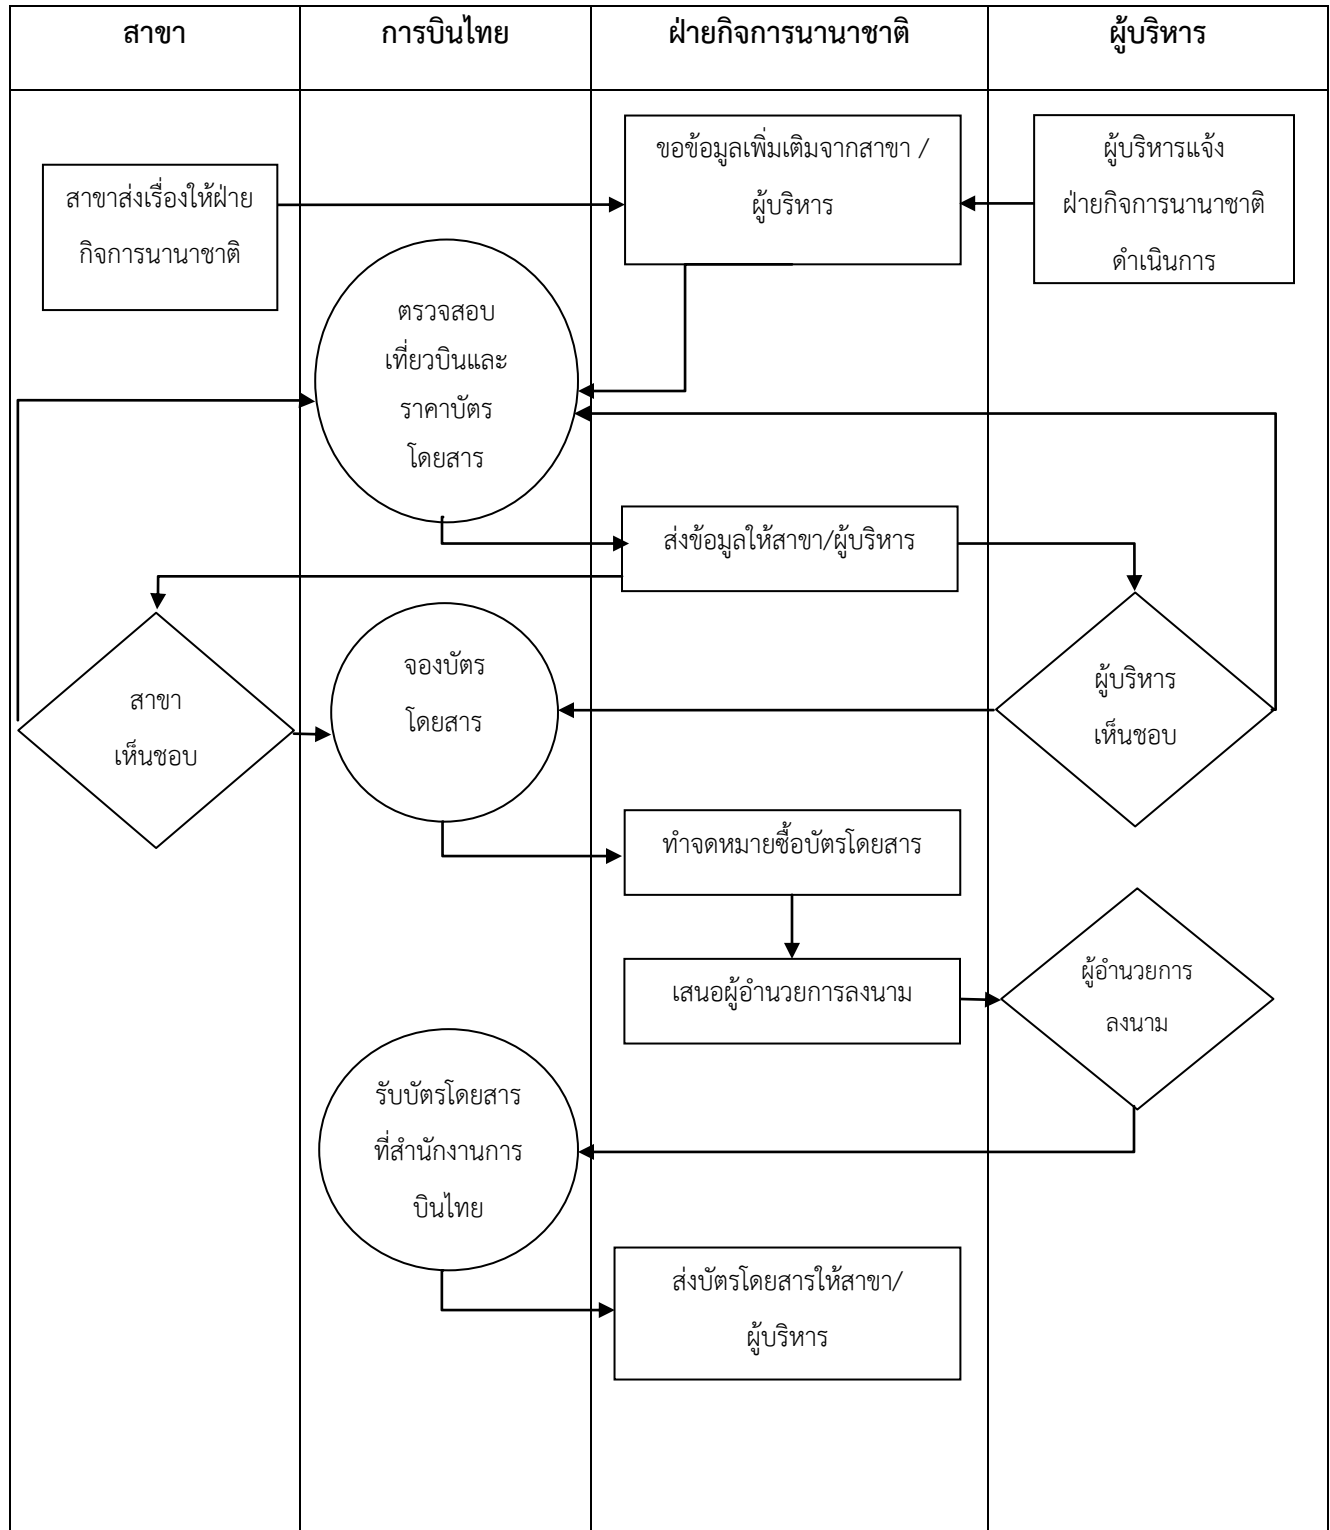 สาขา
การบินไทย
ฝ่ายกิจการนานาชาติ
ผู้บริหาร
สาขาส่งเรื่องให้ฝ่าย
กิจการนานาชาติ
ขอข้อมูลเพิ่มเติมจากสาขา /
ผู้บริหาร
ผู้บริหารแจ้ง
ฝ่ายกิจการนานาชาติ
ดำเนินการ
ตรวจสอบ
เที่ยวบินและ
ราคาบัตร
โดยสาร
ส่งข้อมูลให้สาขา/ผู้บริหาร
สาขา
เห็นชอบ
จองบัตร
โดยสาร
ผู้บริหาร
เห็นชอบ
ทำจดหมายซื้อบัตรโดยสาร
เสนอผู้อำนวยการลงนาม
ผู้อำนวยการ
ลงนาม
รับบัตรโดยสาร
ที่สำนักงานการ
บินไทย
ส่งบัตรโดยสารให้สาขา/
ผู้บริหาร